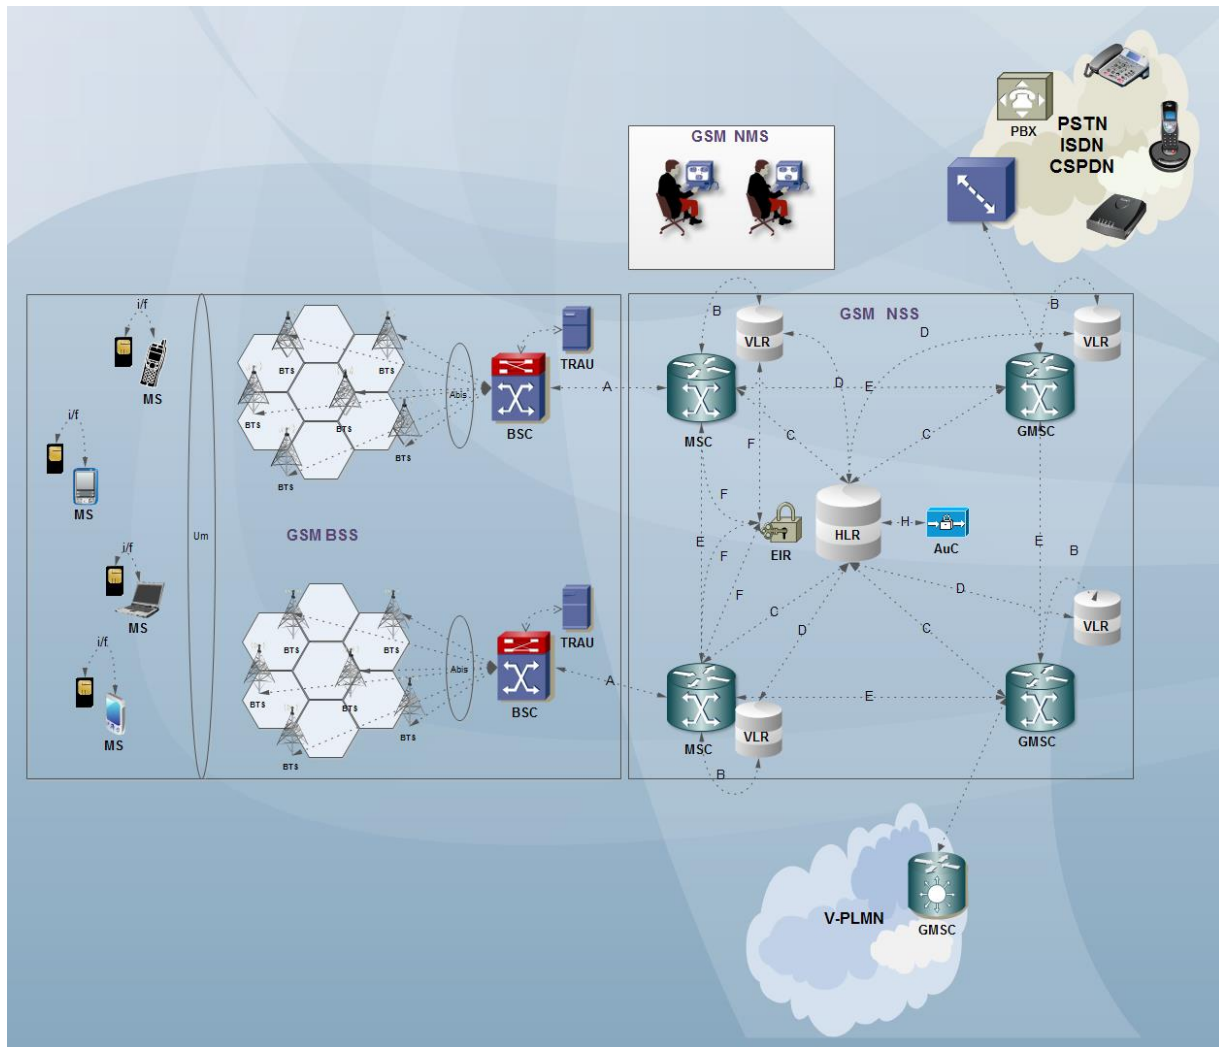 PBX
PSTN
ISDN
CSPDN
GSM NMS
i/f
MS
i/f
MS
i/f
MS
i/f
MS
Um
GSM BSS
BTS
BTS
BTS
BTS
BTS
BTS
Abis
TRAU
BSC
A
BTS
BTS
BTS
BTS
BTS
BTS
Abis
TRAU
BSC
A
GSM NSS
B
VLR
D
B
VLR
MSC
D
E
GMSC
C
C
F
F
E
F
F
EIR
HLR
H
AuC
E
B
D
VLR
C
D
C
MSC
VLR
B
E
GMSC
V-PLMN
GMSC